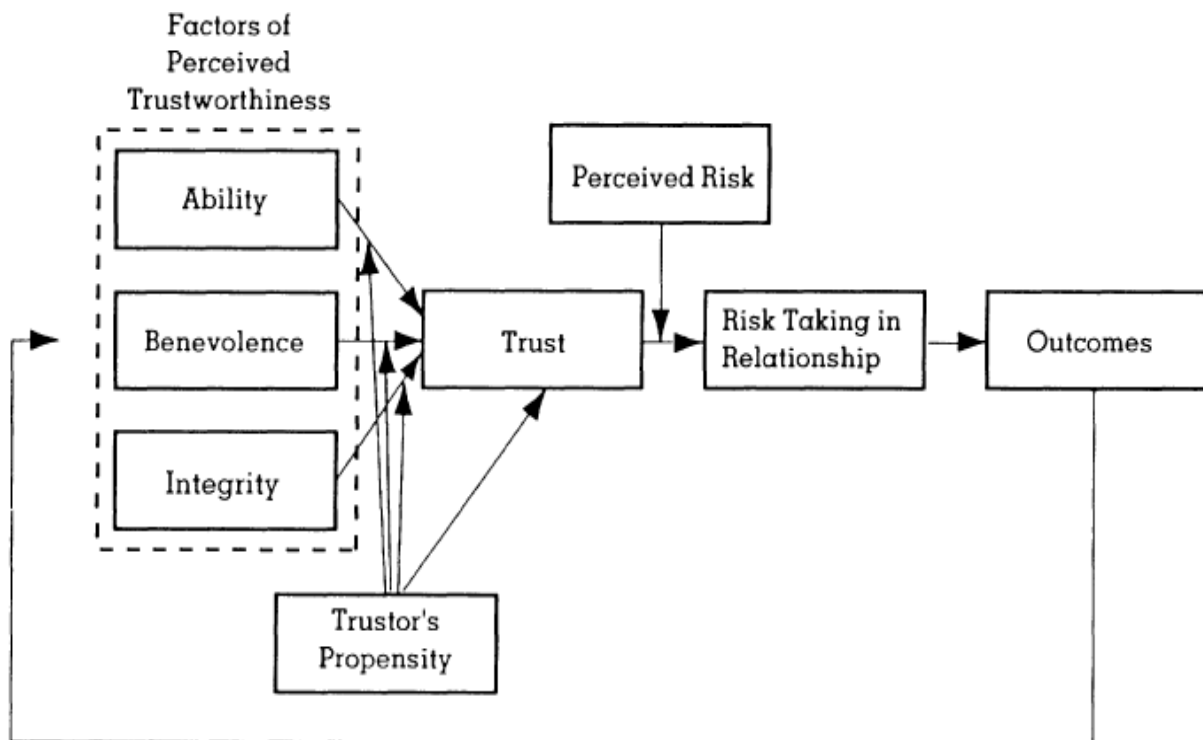 Factors of
Perceived
Trustworthiness
Ability
Benevolence
Integrity
Trustor's
Propensity
Trust
Perceived Risk
Risk Taking in
Relationship
Outcomes